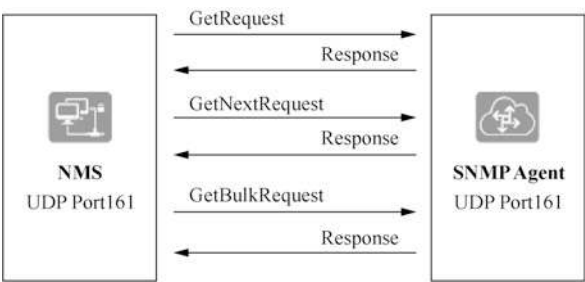 GetRequest
Response
GetNextRequest
Response
GetBulkRequest
Response
NMS
UDP Port161
SNMP Agent
UDP Port161